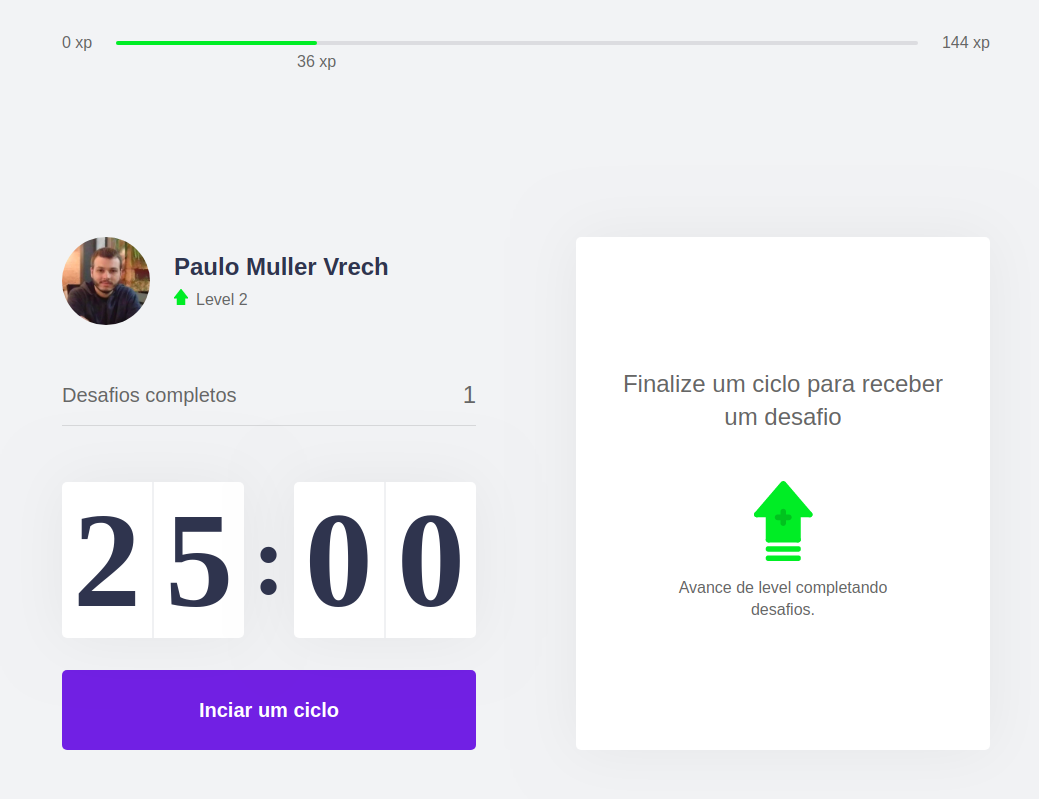 0 xp
144 xp
36 xp
Paulo Muller Vrech
Level 2
Desafios completos 1
25:00
Inciar um ciclo
Finalize um ciclo para receber
um desafio
Avance de level completando
desafios.